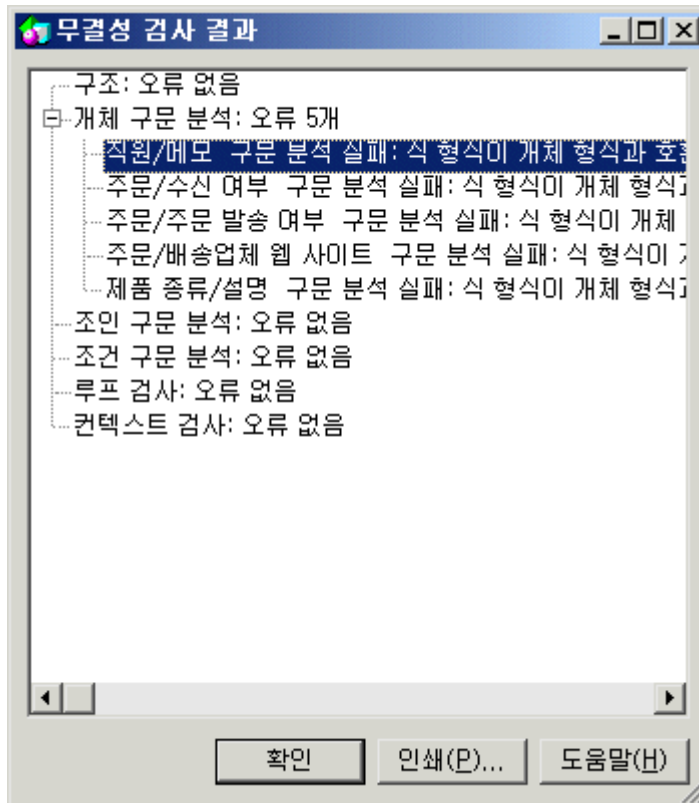 무결성 검사 결과
구조: 오류 없음
개체 구문 분석: 오류 5개
직원/메모 구문 분석 실패: 식 형식이 개체 형식과
주문/수신 여부 구문 분석 실패: 식 형식이 개체
주문/주문 발송 여부 구문 분석 실패: 식 형식이 개체
주문/배송업체 웹 사이트 구문 분석 실패: 식 형식이
제품 종류/설명 구문 분석 실패: 식 형식이 개체
조인 구문 분석: 오류 없음
조건 구문 분석: 오류 없음
루프 검사: 오류 없음
컨텍스트 검사: 오류 없음
확인 인쇄(P)... 도움말(H)